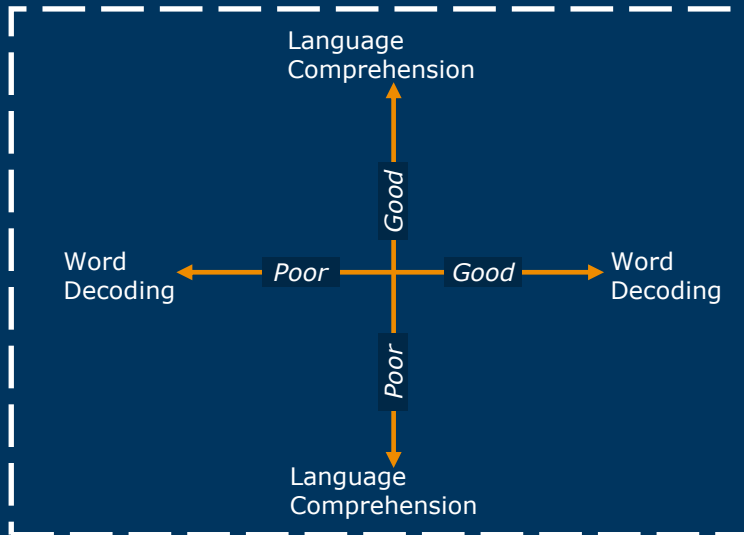 Language
Comprehension
Good
Word
Decoding
Poor
Good
Word
Decoding
Poor
Language
Comprehension